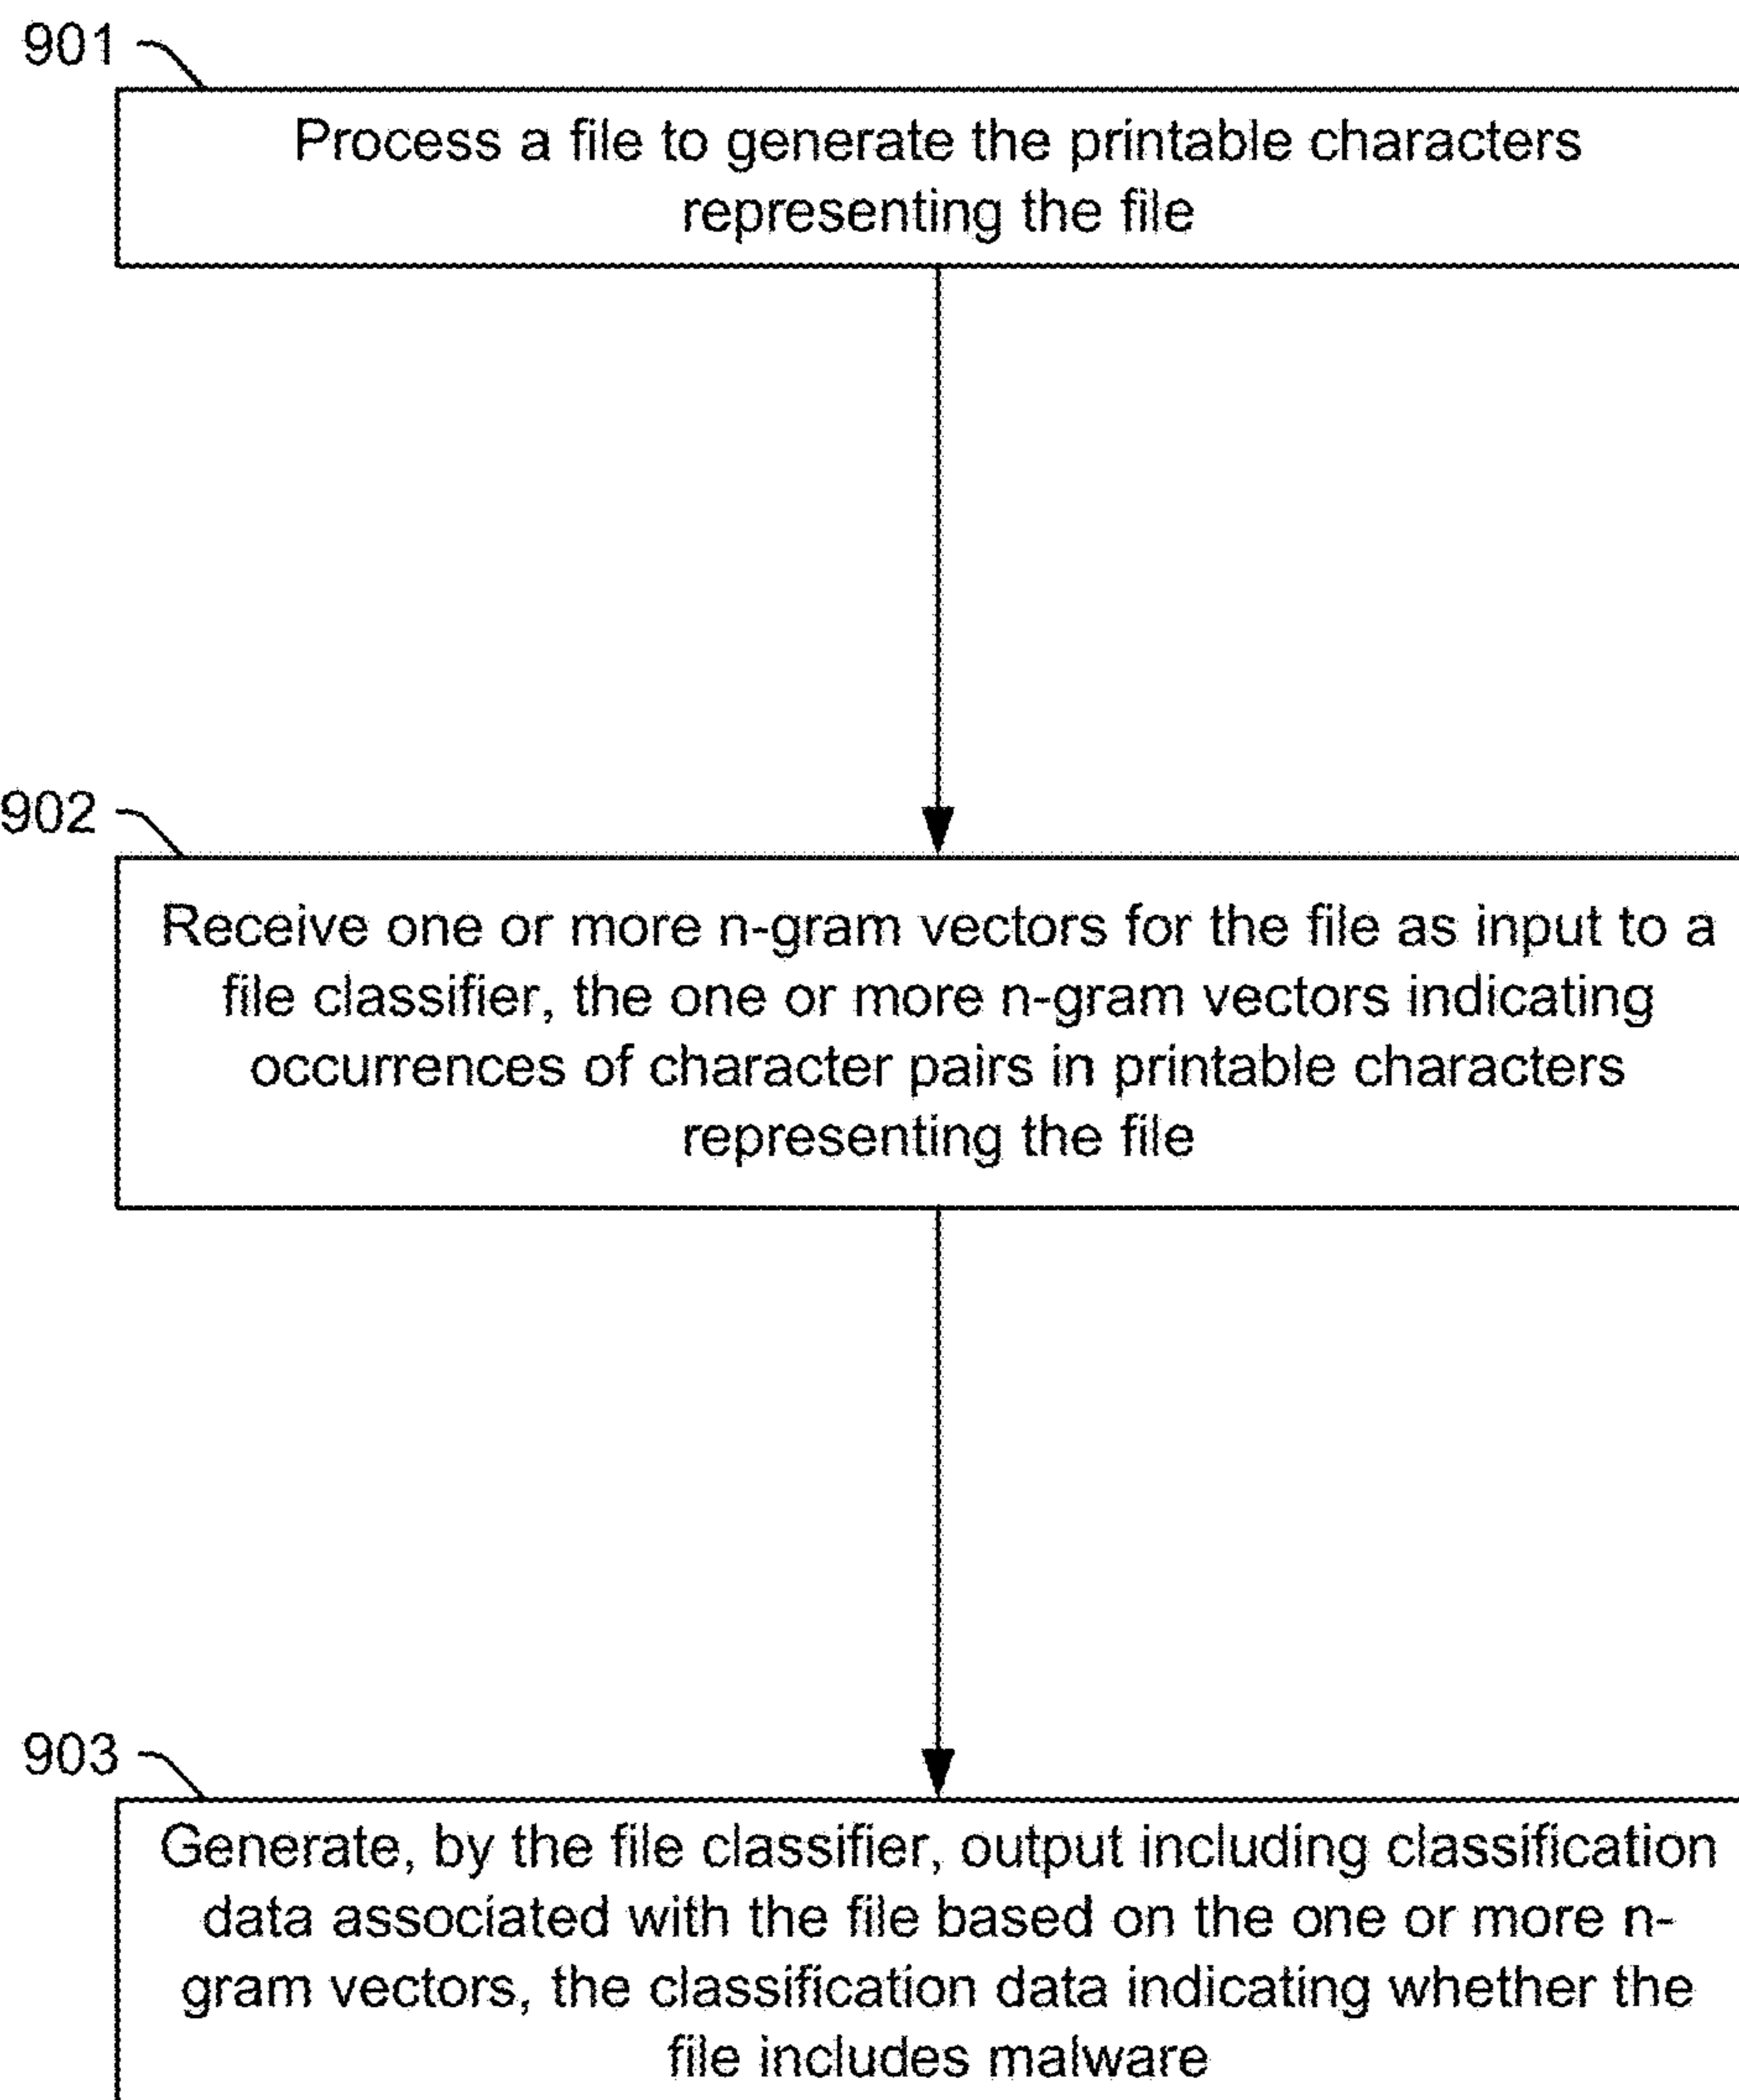 901
Process a file to generate the printable characters
representing the file
902
Receive one or more n-gram vectors for the file as input to a
file classifier, the one or more n-gram vectors indicating
occurrences of character pairs in printable characters
representing the file
903
Generate, by the file classifier, output including classification
data associated with the file based on the one or more n-
gram vectors, the classification data indicating whether the
file includes malware